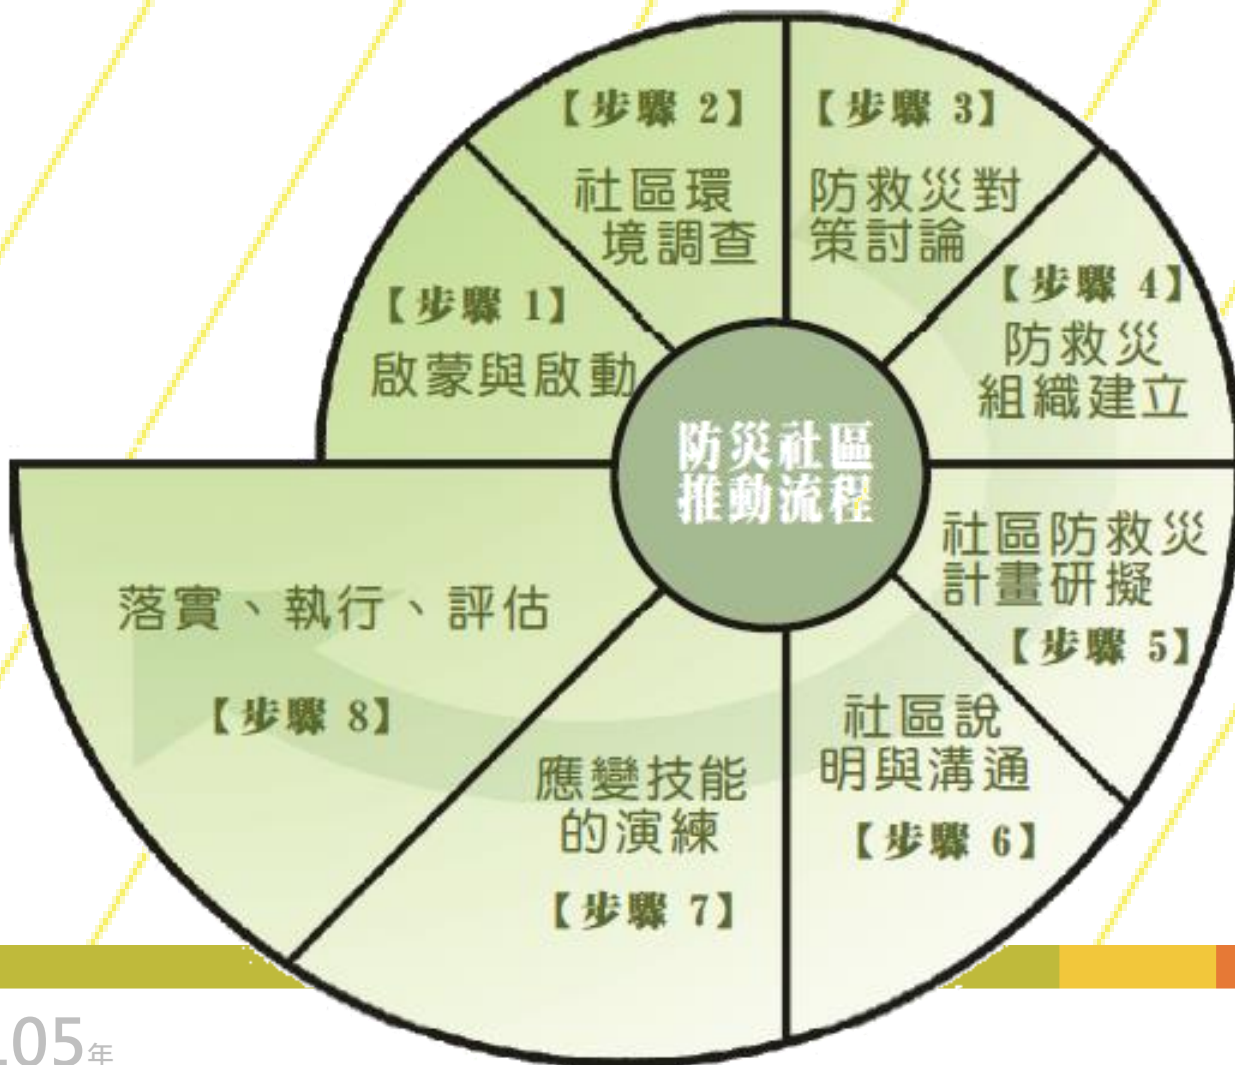 【步驟 1】
啟蒙與啟動
【步驟 2】
社區環
境調查
【步驟 3】
防救災對
策討論
【步驟 4】
防救災
組織建立
防災社區
推動流程
社區防救災
計畫研擬
【步驟 5】
社區說
明與溝通
【步驟 6】
應變技能
的演練
【步驟 7】
落實、執行、評估
【步驟 8】
105年